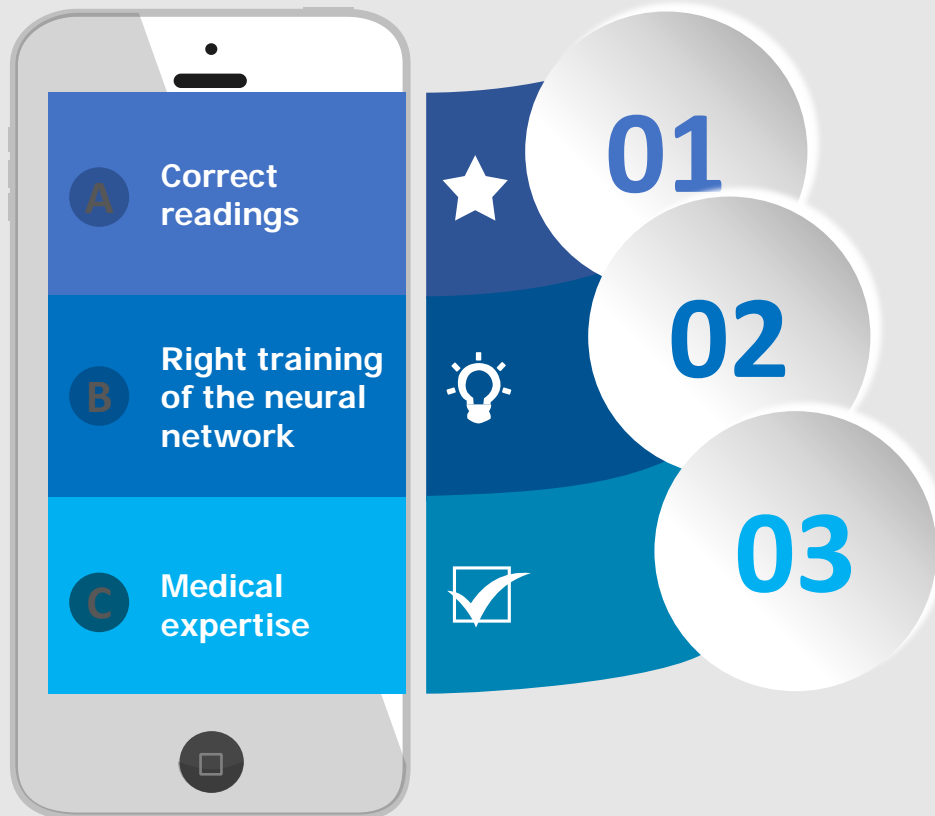 A
Correct
readings
01
B
Right training
of the neural
network
02
C
Medical
expertise
03